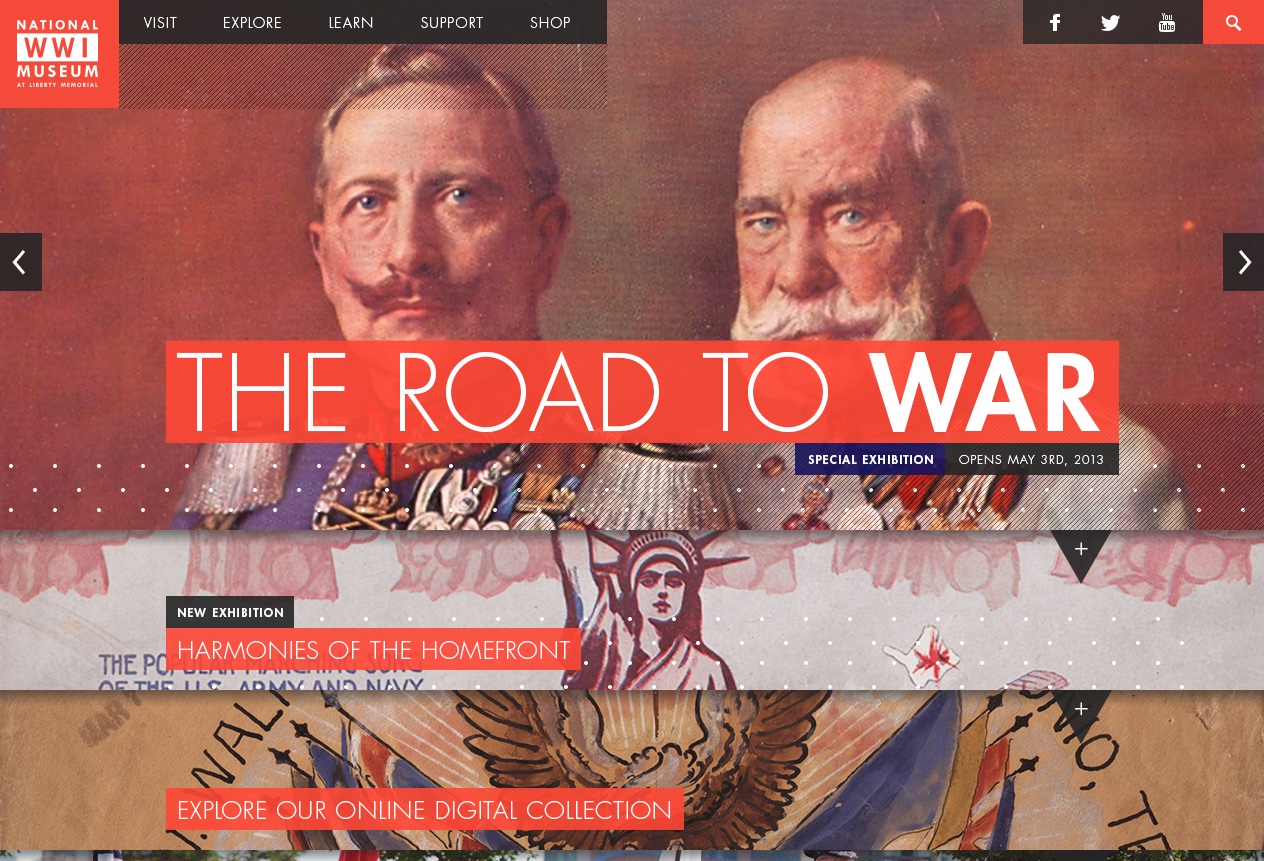 NATIONAL
WWI
MUSEUM
AT LIBERTY MEMORIAL
VISIT EXPLORE LEARN SUPPORT SHOP
You
Tube
THE ROAD TO WAR
SPECIAL EXHIBITION OPENS MAY 3RD, 2013
NEW EXHIBITION
HARMONIES OF THE HOMEFRONT
THE POPULAR MARCHING SONG
OF THE U.S. ARMY AND NAVY
EXPLORE OUR ONLINE DIGITAL COLLECTION